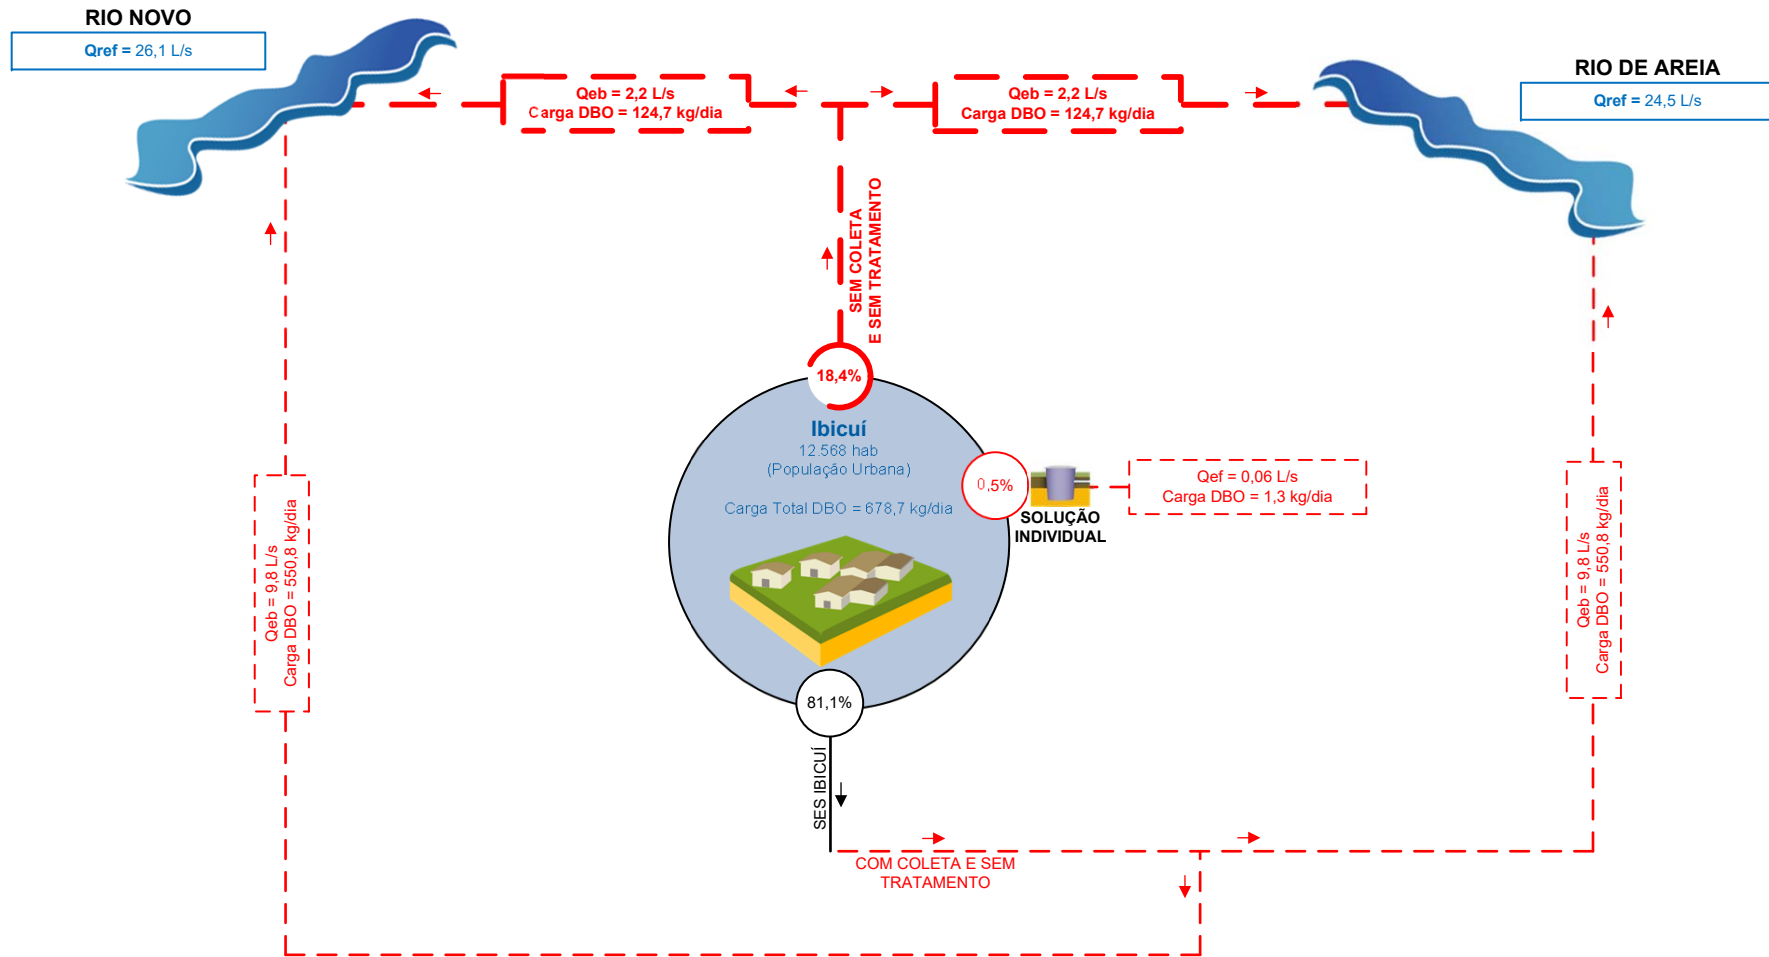 RIO NOVO
Qref = 26,1 L/s
RIO DE AREIA
Qref = 24,5 L/s
Qeb = 2,2 L/s
Carga DBO = 124,7 kg/dia
Qeb = 2,2 L/s
Carga DBO = 124,7 kg/dia
SEM COLETA
E SEM TRATAMENTO
18,4%
Ibicuí
12.568 hab
(População Urbana)
Carga Total DBO = 678,7 kg/dia
0,5%
SOLUÇÃO
INDIVIDUAL
Qef = 0,06 L/s
Carga DBO = 1,3 kg/dia
Qeb = 9,8 L/s
Carga DBO = 550,8 kg/dia
Qeb = 9,8 L/s
Carga DBO = 550,8 kg/dia
81,1%
SES IBICUÍ
COM COLETA E SEM
TRATAMENTO